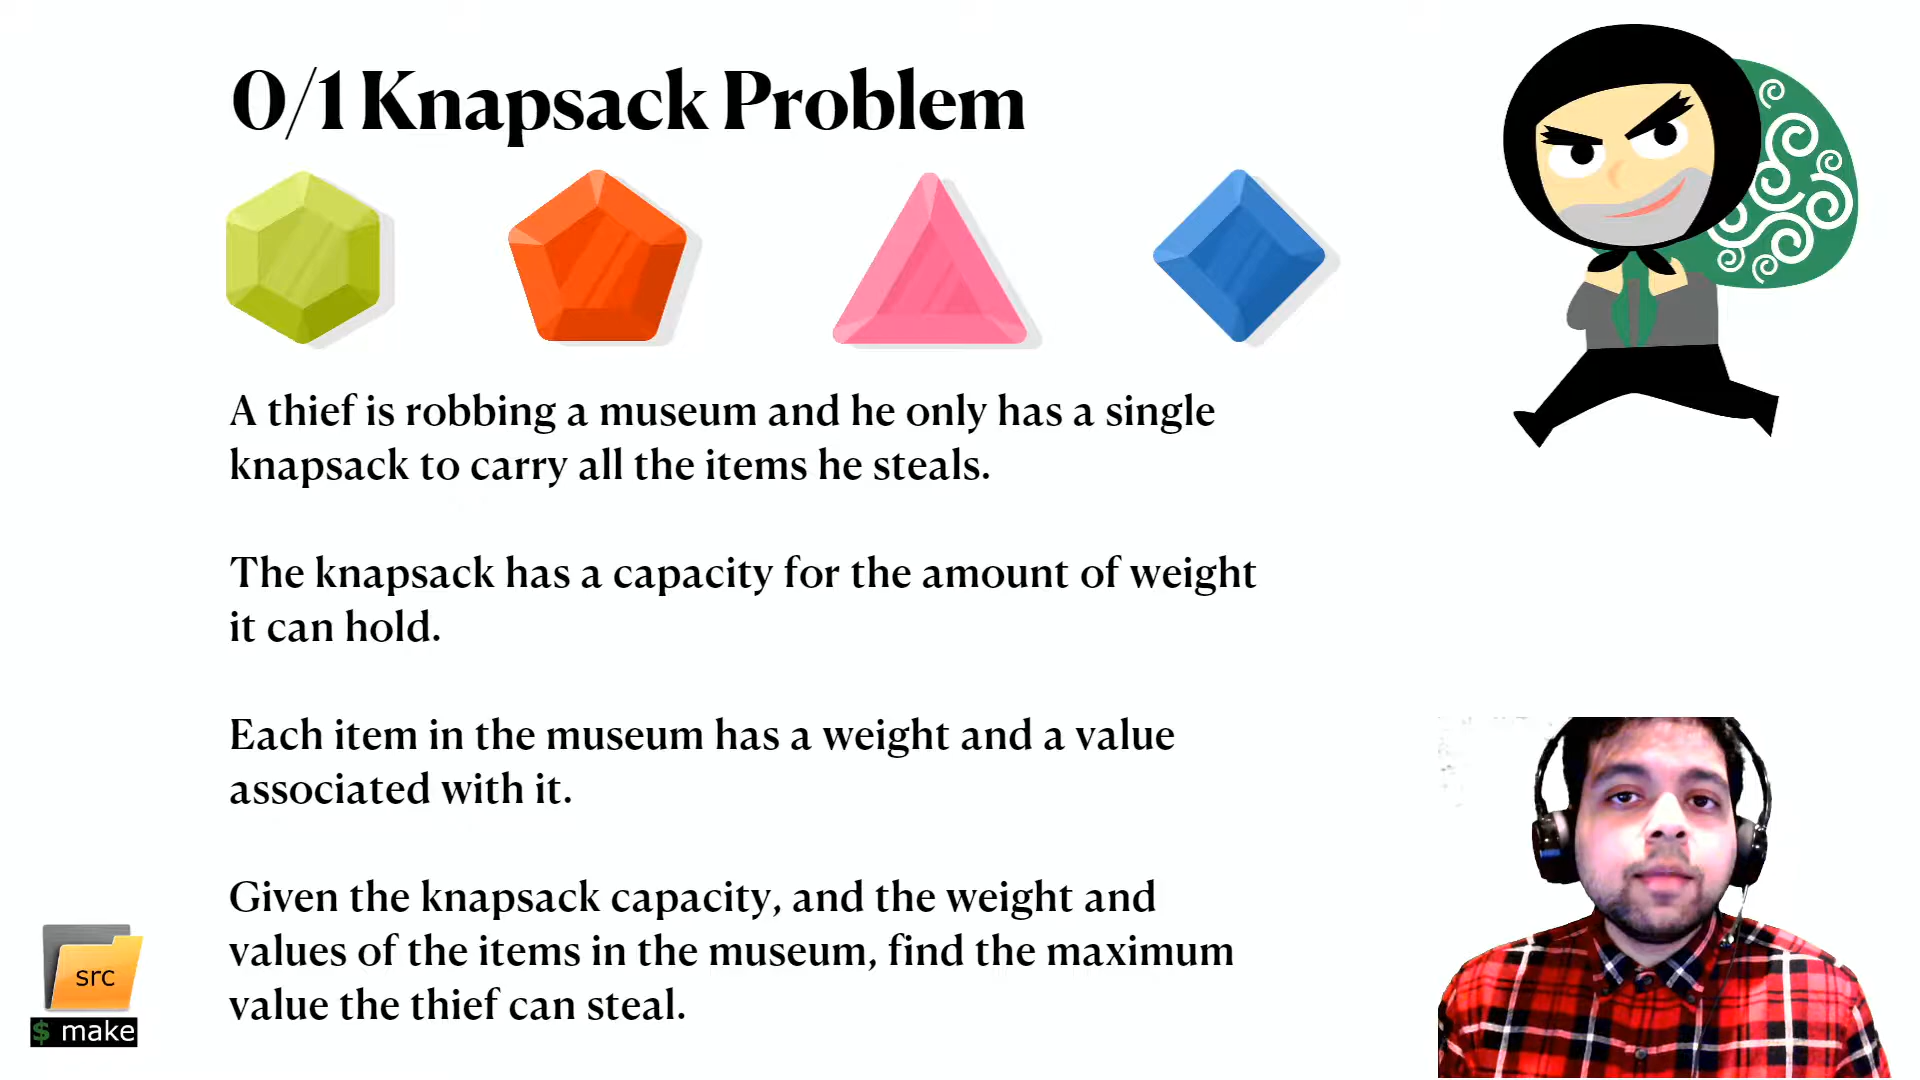 0/1 Knapsack Problem
A thief is robbing a museum and he only has a single
knapsack to carry all the items he steals.
The knapsack has a capacity for the amount of weight
it can hold.
Each item in the museum has a weight and a value
associated with it.
Given the knapsack capacity, and the weight and
values of the items in the museum, find the maximum
value the thief can steal.
src
$ make